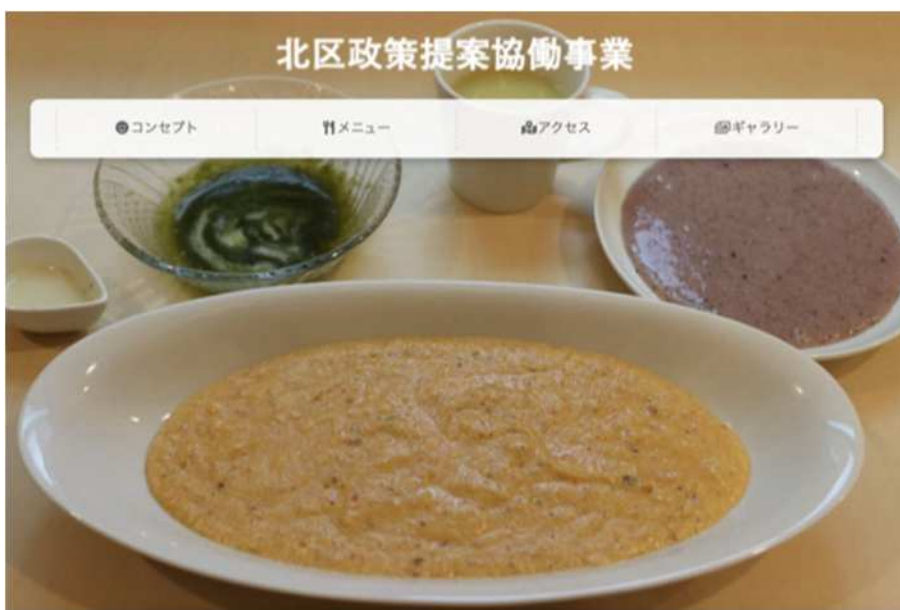 北区政策提案協働事業
コンセプト
メニュー
アクセス
ギャラリー